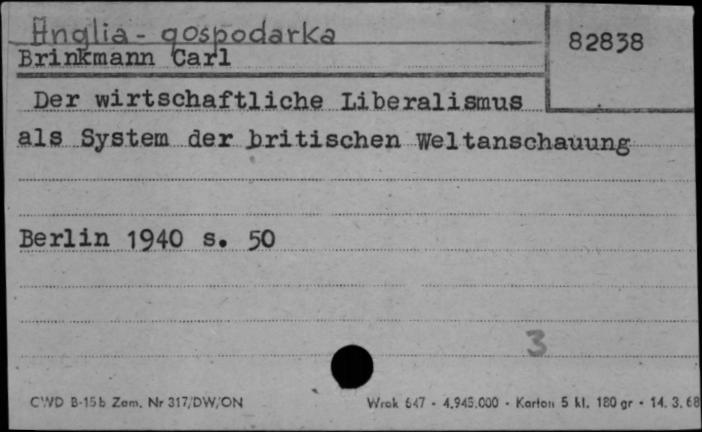 Anglia - gospodarka
82838
Brinkmann Carl
Der wirtschaftliche Liberalismus
als System der britischen Weltanschauung
Berlin 1940 s. 50
3
CWD B-15b Zam. Nr 317/DW/ON
Wrok 647 - 4.945.000 - Karton 5 kl. 180 gr - 14. 3. 68